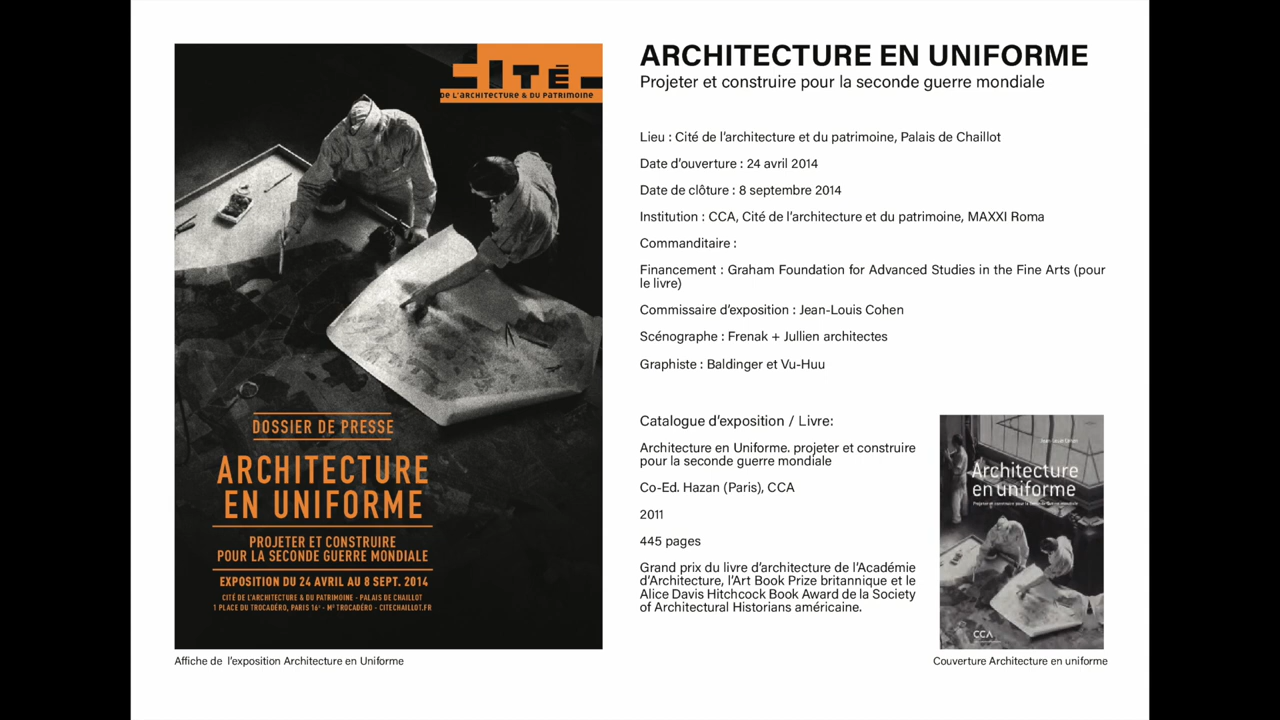 CITÉ
DE L'ARCHITECTURE & DU PATRIMOINE
DOSSIER DE PRESSE
ARCHITECTURE
EN UNIFORME
PROJETER ET CONSTRUIRE
POUR LA SECONDE GUERRE MONDIALE
EXPOSITION DU 24 AVRIL AU 8 SEPT. 2014
CITÉ DE L'ARCHITECTURE & DU PATRIMOINE - PALAIS DE CHAILLOT
1 PLACE DU TROCADÉRO, PARIS 16E - M° TROCADÉRO - CITECHAILLOT.FR
Affiche de l'exposition Architecture en Uniforme
ARCHITECTURE EN UNIFORME
Projeter et construire pour la seconde guerre mondiale
Lieu : Cité de l'architecture et du patrimoine, Palais de Chaillot
Date d'ouverture : 24 avril 2014
Date de clôture : 8 septembre 2014
Institution : CCA, Cité de l'architecture et du patrimoine, MAXXI Roma
Commanditaire :
Financement : Graham Foundation for Advanced Studies in the Fine Arts (pour
le livre)
Commissaire d'exposition : Jean-Louis Cohen
Scénographe : Frenak + Jullien architectes
Graphiste : Baldinger et Vu-Huu
Catalogue d'exposition / Livre:
Architecture en Uniforme. projeter et construire
pour la seconde guerre mondiale
Co-Ed. Hazan (Paris), CCA
2011
445 pages
Grand prix du livre d'architecture de l'Académie
d'Architecture, l'Art Book Prize britannique et le
Alice Davis Hitchcock Book Award de la Society
of Architectural Historians américaine.
Jean-Louis Cohen
Architecture
en uniforme
Projeter et construire pour la seconde guerre mondiale
CCA
Couverture Architecture en uniforme